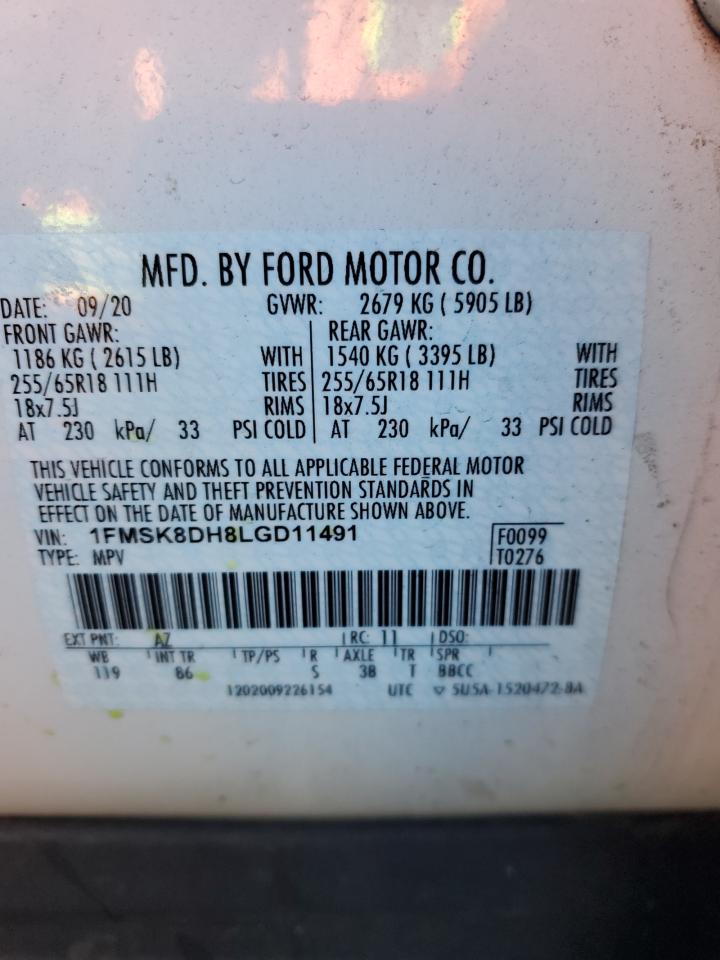 MFD. BY FORD MOTOR CO.
DATE: 09/20 GVWR: 2679 KG ( 5905 LB)
FRONT GAWR: REAR GAWR:
1186 KG ( 2615 LB) WITH 1540 KG ( 3395 LB) WITH
255/65R18 111H TIRES 255/65R18 111H TIRES
18x7.5J RIMS 18x7.5J RIMS
AT 230 kPa/ 33 PSI COLD AT 230 kPa/ 33 PSI COLD
THIS VEHICLE CONFORMS TO ALL APPLICABLE FEDERAL MOTOR
VEHICLE SAFETY AND THEFT PREVENTION STANDARDS IN
EFFECT ON THE DATE OF MANUFACTURE SHOWN ABOVE.
VIN: 1FMSK8DH8LGD11491 F0099
TYPE: MPV T0276
EXT PNT: AZ RC: 11 DSO:
WB INT TR TP/PS R AXLE TR SPR
119 86 S 3B T BBCC
1202009226154 UTC ▽ 5U5A-1520472-BA